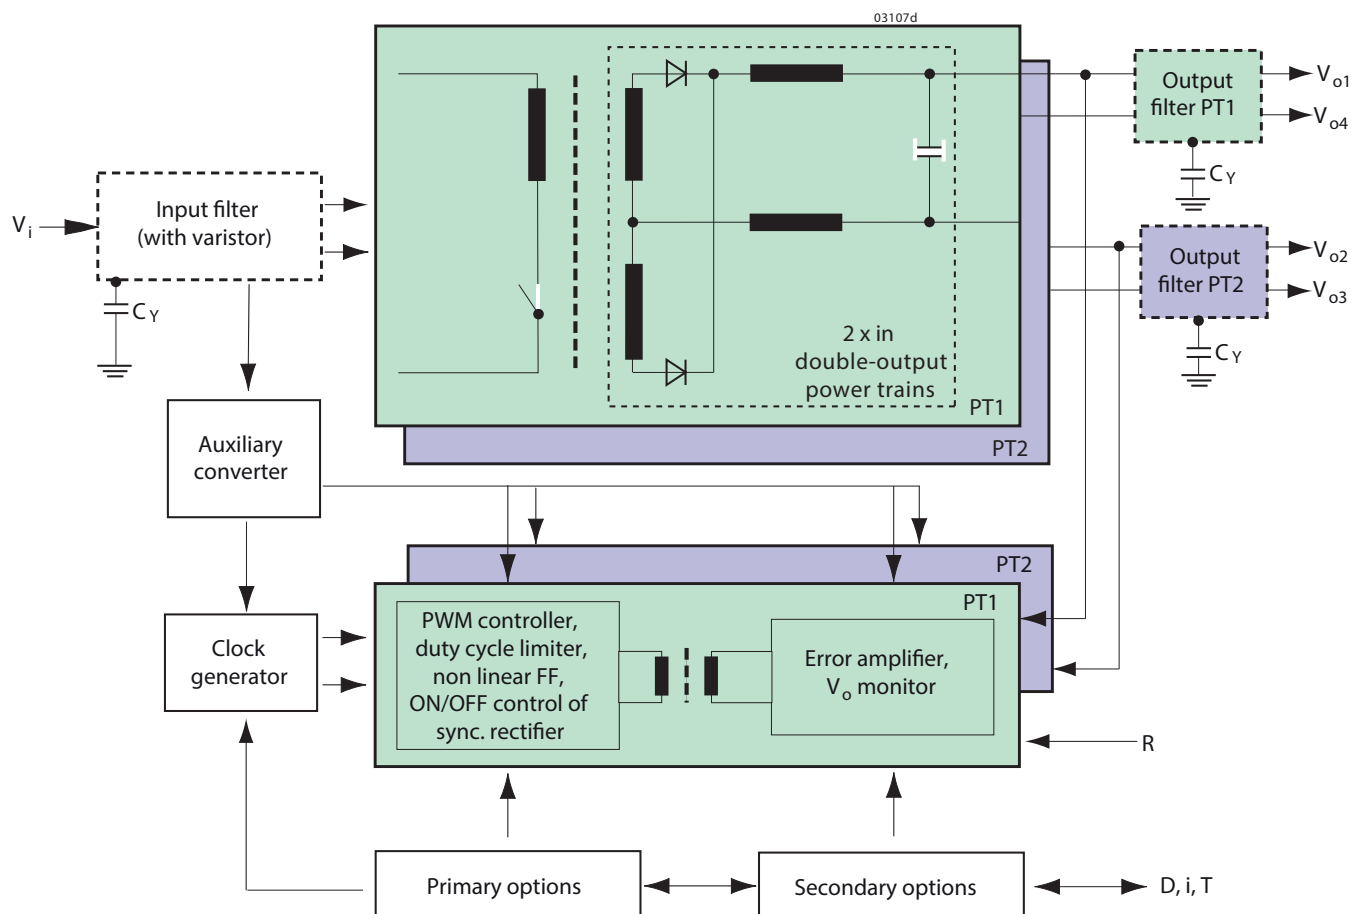 03107d
Output
filter PT1
V o1
V o4
C Y
Input filter
(with varistor)
V i
C Y
Output
filter PT2
V o2
V o3
C Y
2 x in
double-output
power trains
PT1
PT2
Auxiliary
converter
PT2
PT1
PWM controller,
duty cycle limiter,
non linear FF,
ON/OFF control of
sync. rectifier
Error amplifier,
V o monitor
Clock
generator
R
Primary options
Secondary options
D, i, T